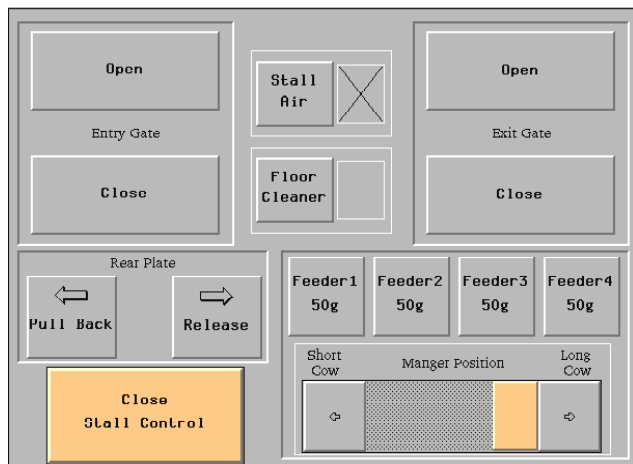 Open
Entry Gate
Close
Stall
Air
Floor
Cleaner
Open
Exit Gate
Close
Rear Plate
Pull Back
Release
Feeder1
50g
Feeder2
50g
Feeder3
50g
Feeder4
50g
Short
Cow
Manger Position
Long
Cow
Close
Stall Control